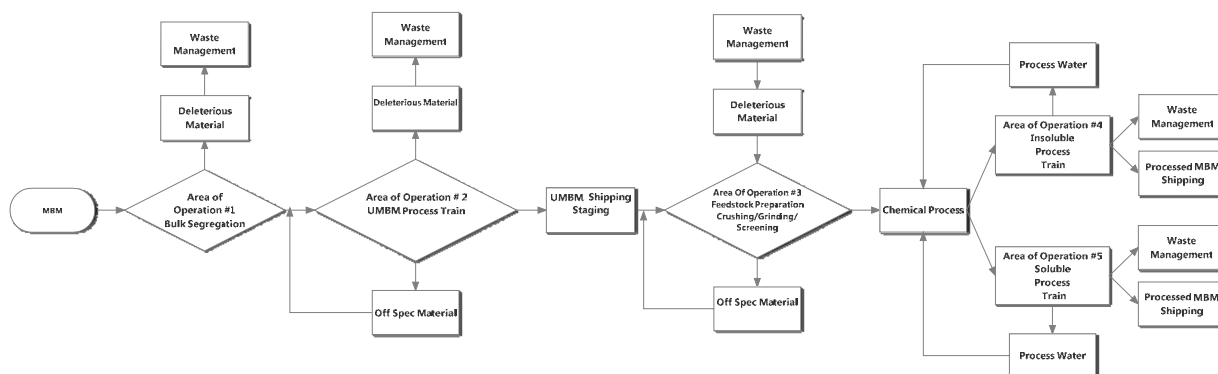 MBM
Waste
Management
Deleterious
Material
Area of
Operation #1
Bulk Segregation
Waste
Management
Deleterious Material
Area of Operation # 2
UMBM Process Train
Off Spec Material
UMBM Shipping
Staging
Waste
Management
Deleterious
Material
Area Of Operation #3
Feedstock Preparation
Crushing/Grinding/
Screening
Off Spec Material
Chemical Process
Process Water
Area of Operation #4
Insoluble
Process
Train
Waste
Management
Processed MBM
Shipping
Area of Operation #5
Soluble
Process
Train
Waste
Management
Processed MBM
Shipping
Process Water